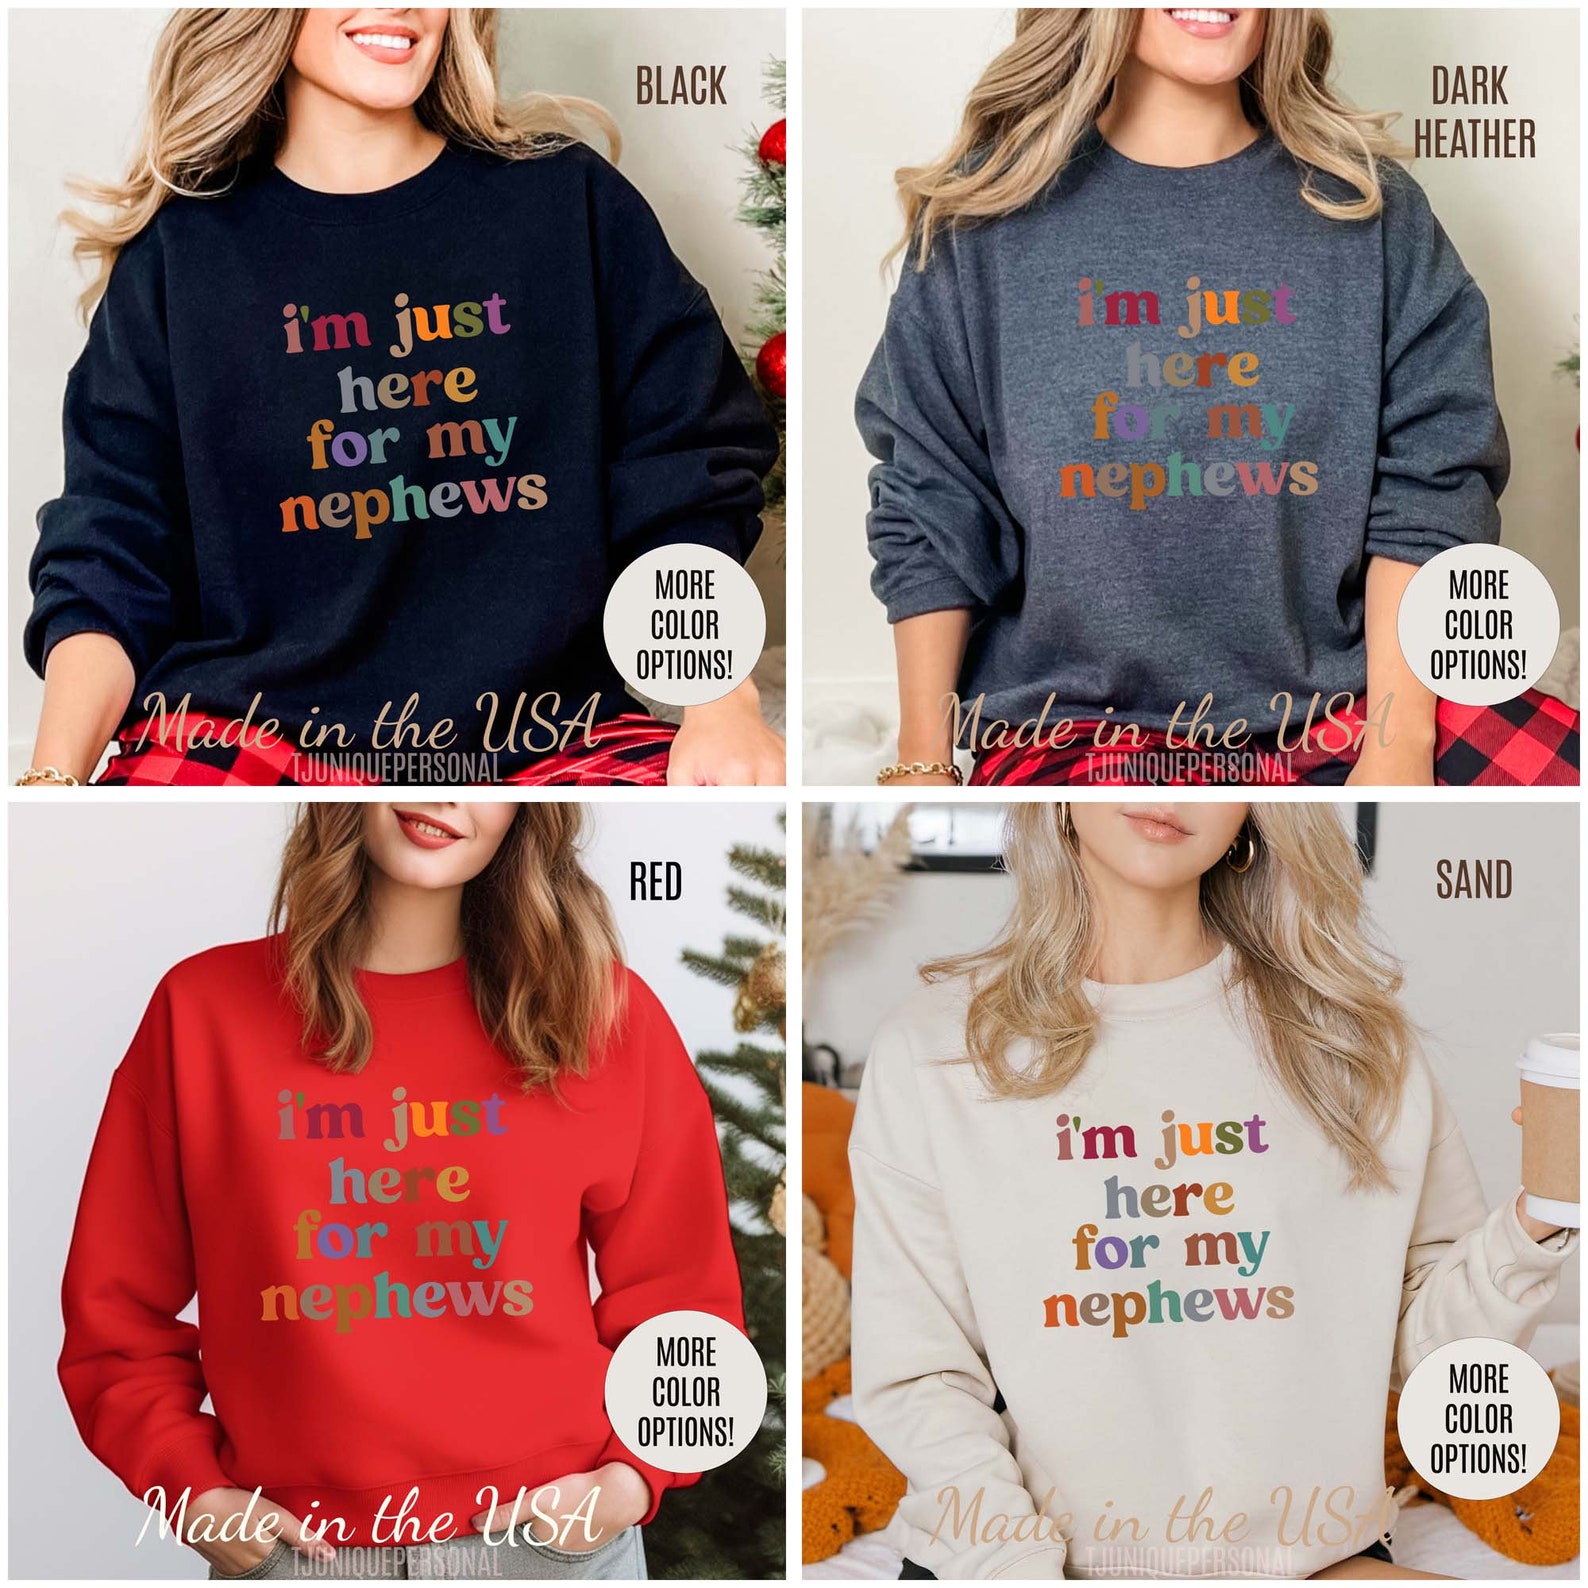 BLACK
i'm just
here
for my
nephews
MORE
COLOR
OPTIONS!
Made in the USA
TJUNIQUEPERSONAL
DARK
HEATHER
i'm just
here
for my
nephews
MORE
COLOR
OPTIONS!
Made in the USA
TJUNIQUEPERSONAL
RED
i'm just
here
for my
nephews
MORE
COLOR
OPTIONS!
Made in the USA
TJUNIQUEPERSONAL
SAND
i'm just
here
for my
nephews
MORE
COLOR
OPTIONS!
Made in the USA
TJUNIQUEPERSONAL